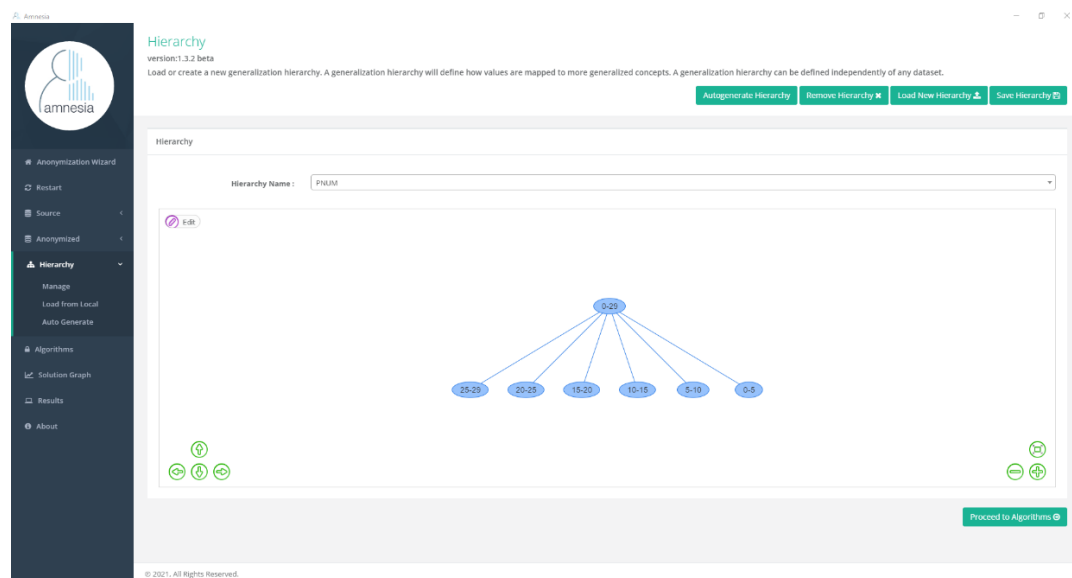 Amnesia
amnesia
Anonymization Wizard
Restart
Source
Anonymized
Hierarchy
Manage
Load from Local
Auto Generate
Algorithms
Solution Graph
Results
About
Hierarchy
version:1.3.2 beta
Load or create a new generalization hierarchy. A generalization hierarchy will define how values are mapped to more generalized concepts. A generalization hierarchy can be defined independently of any dataset.
Autogenerate Hierarchy Remove Hierarchy Load New Hierarchy Save Hierarchy
Hierarchy
Hierarchy Name : PNUM
Edit
0-29
25-29 20-25 15-20 10-15 5-10 0-5
Proceed to Algorithms
© 2021, All Rights Reserved.